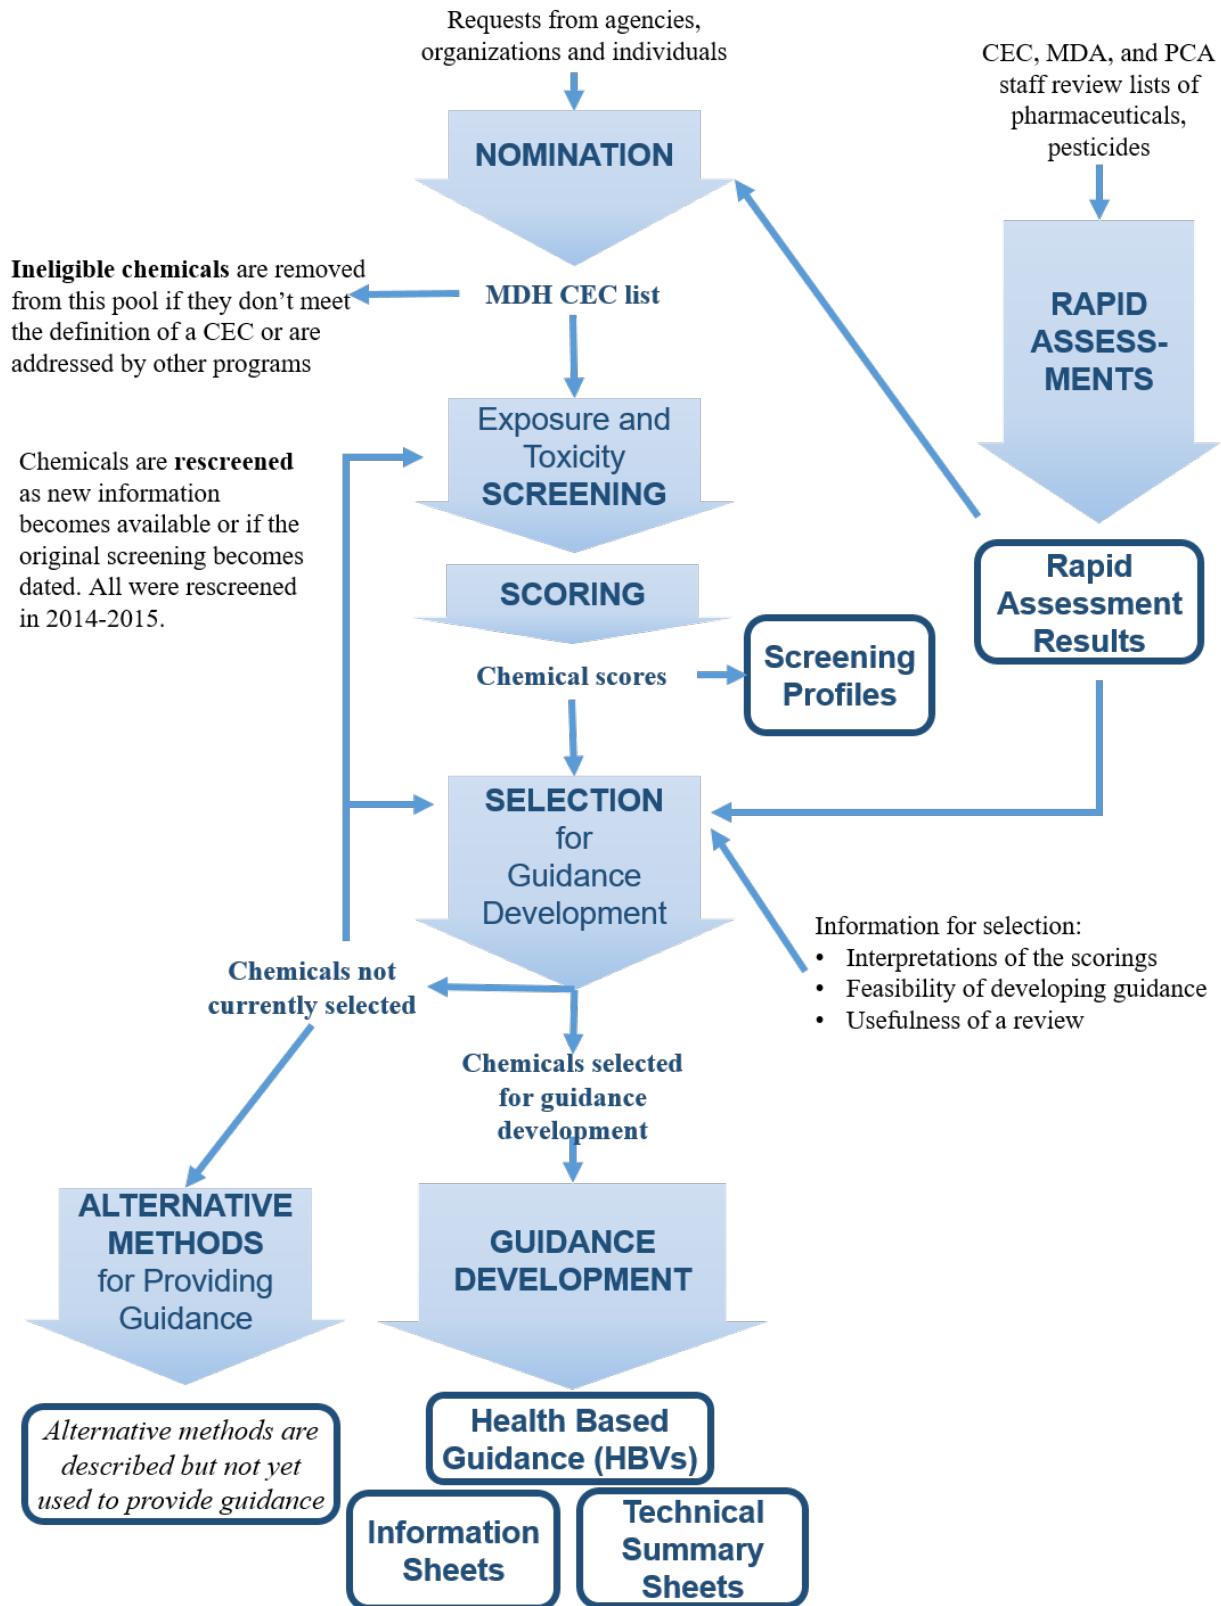 Requests from agencies,
organizations and individuals
CEC, MDA, and PCA
staff review lists of
pharmaceuticals,
pesticides
NOMINATION
Ineligible chemicals are removed
from this pool if they don’t meet
the definition of a CEC or are
addressed by other programs
MDH CEC list
RAPID
ASSESS-
MENTS
Exposure and
Toxicity
SCREENING
Chemicals are rescreened
as new information
becomes available or if the
original screening becomes
dated. All were rescreened
in 2014-2015.
SCORING
Rapid
Assessment
Results
Chemical scores
Screening
Profiles
SELECTION
for
Guidance
Development
Information for selection:
• Interpretations of the scorings
• Feasibility of developing guidance
• Usefulness of a review
Chemicals not
currently selected
Chemicals selected
for guidance
development
ALTERNATIVE
METHODS
for Providing
Guidance
GUIDANCE
DEVELOPMENT
Alternative methods are
described but not yet
used to provide guidance
Health Based
Guidance (HBVs)
Information
Sheets
Technical
Summary
Sheets